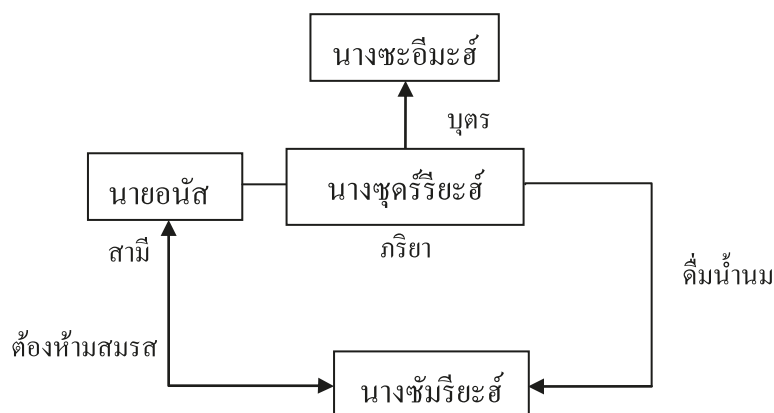 นางซะอีมะฮ์
บุตร
นายอนัส
นางซุดร์รียะฮ์
สามี
ภริยา
ดื่มน้ำนม
ต้องห้ามสมรส
นางซัมรียะฮ์